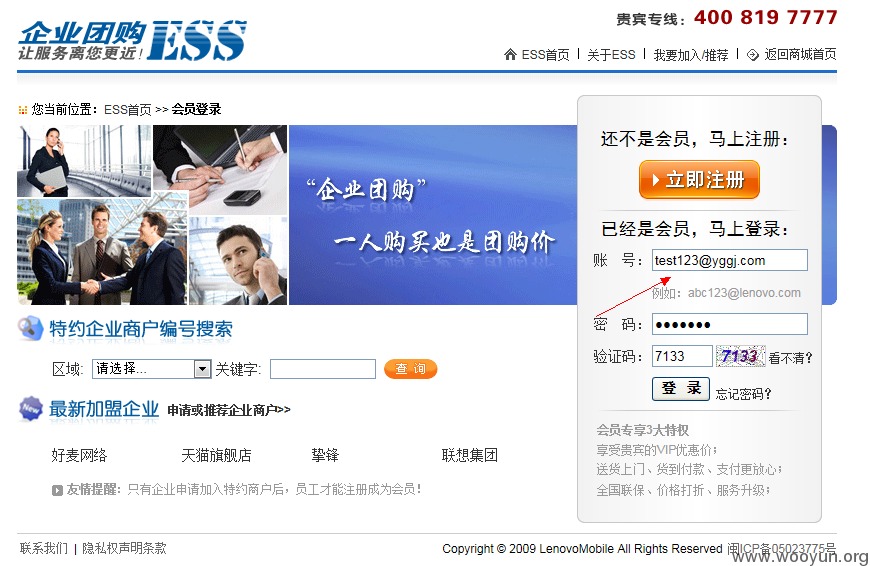 企业团购 ESS
让服务离您更近！
贵宾专线：400 819 7777
ESS首页 | 关于ESS | 我要加入/推荐 | 返回商城首页
您当前位置：ESS首页 >> 会员登录
“企业团购”
一人购买也是团购价
还不是会员，马上注册：
立即注册
已经是会员，马上登录：
账 号：test123@yggj.com
例如：abc123@lenovo.com
密 码：●●●●●●●
验证码：7133 7133 看不清？
登 录 忘记密码？
会员专享3大特权
享受贵宾的VIP优惠价；
送货上门、货到付款、支付更放心；
全国联保、价格打折、服务升级；
特约企业商户编号搜索
区域： 请选择... 关键字： 查 询
New 最新加盟企业 申请或推荐企业商户>>
好麦网络 天猫旗舰店 挚锋 联想集团
友情提醒：只有企业申请加入特约商户后，员工才能注册成为会员！
联系我们 | 隐私权声明条款
Copyright © 2009 LenovoMobile All Rights Reserved 闽ICP备05023775号
www.wooyun.org